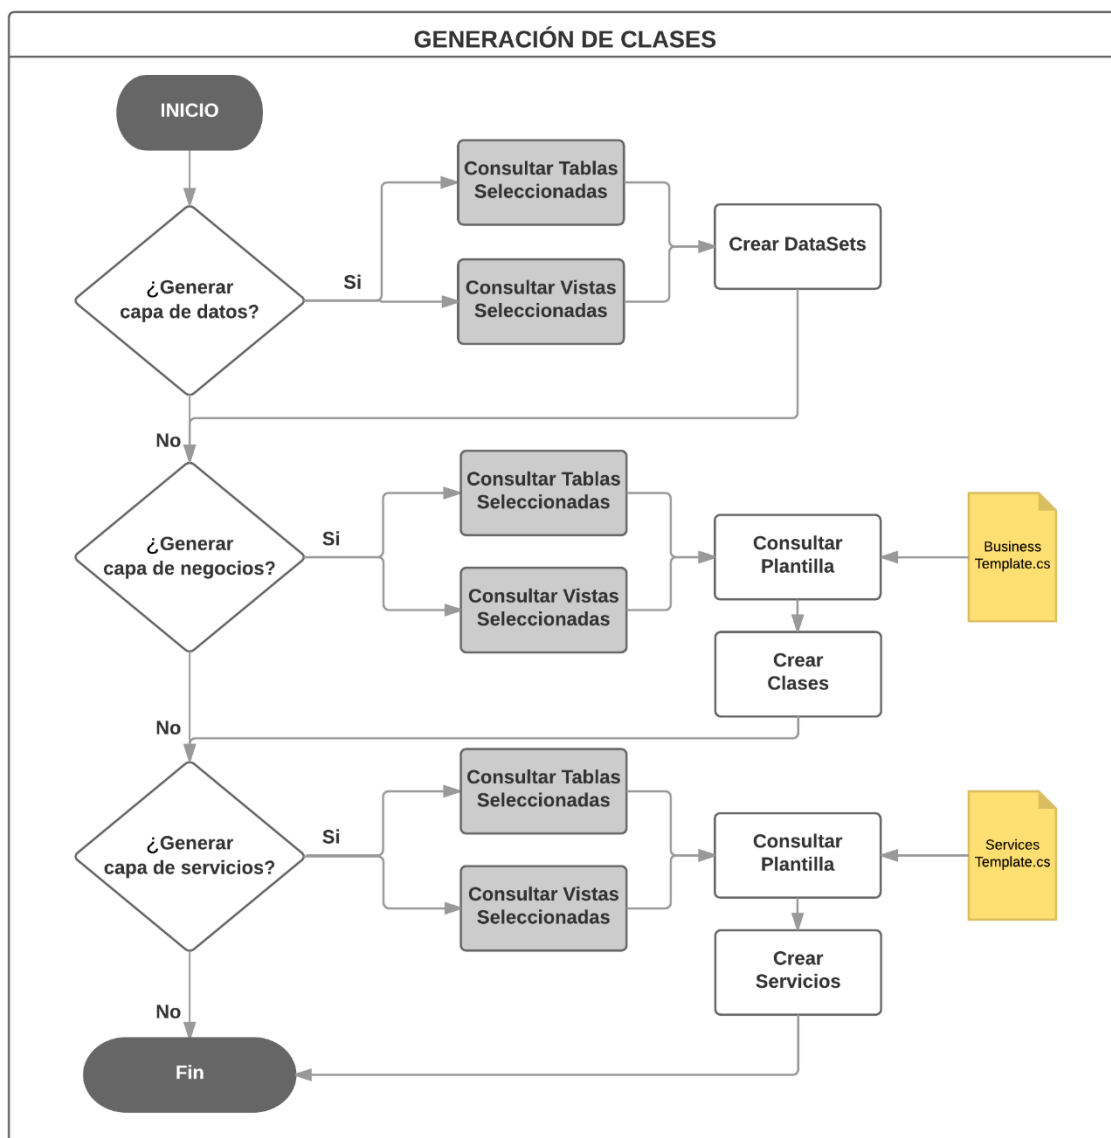 GENERACIÓN DE CLASES
INICIO
Consultar Tablas
Seleccionadas
Crear DataSets
¿Generar
capa de datos?
Si
Consultar Vistas
Seleccionadas
No
Consultar Tablas
Seleccionadas
¿Generar
capa de negocios?
Si
Consultar Vistas
Seleccionadas
Consultar
Plantilla
Business
Template.cs
Crear
Clases
No
Consultar Tablas
Seleccionadas
¿Generar
capa de servicios?
Si
Consultar Vistas
Seleccionadas
Consultar
Plantilla
Services
Template.cs
Crear
Servicios
No
Fin